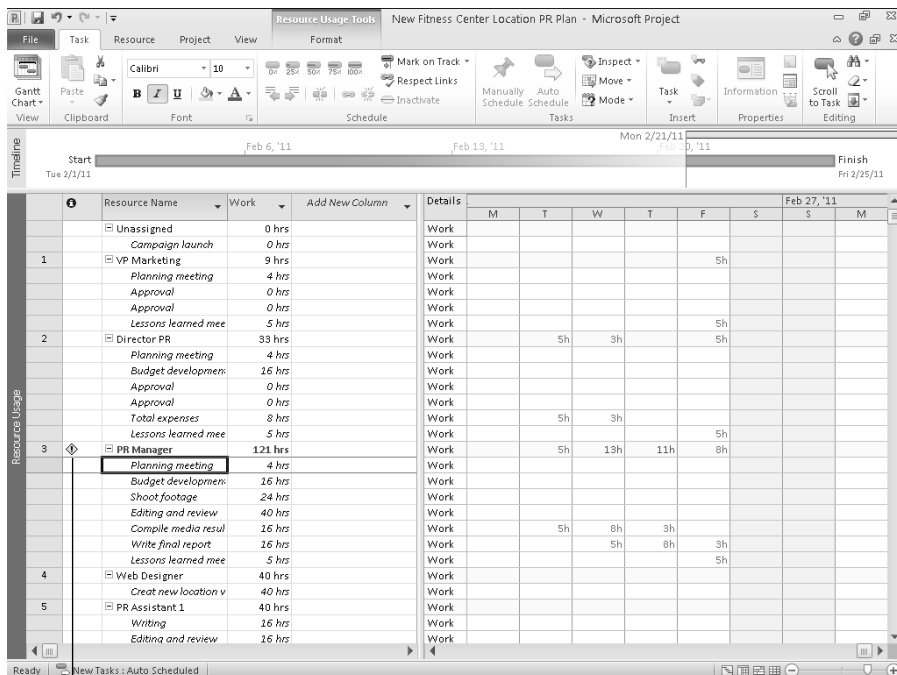 Resource Usage Tools New Fitness Center Location PR Plan - Microsoft Project
File Task Resource Project View Format
Gantt Chart
View
Paste
Clipboard
Calibri 10
B I U A
Font
0% 25% 50% 75% 100%
Mark on Track
Respect Links
Inactivate
Schedule
Manually Schedule
Auto Schedule
Inspect
Move
Mode
Tasks
Task
Insert
Information
Properties
Scroll to Task
Editing
Timeline
Mon 2/21/11
Feb 6, '11 Feb 13, '11
Start
Tue 2/1/11
Finish
Fri 2/25/11
Resource Name Work Add New Column Details Feb 27, '11
M T W T F S S M
Unassigned 0 hrs Work
Campaign launch 0 hrs Work
1 VP Marketing 9 hrs Work 5h
Planning meeting 4 hrs Work
Approval 0 hrs Work
Approval 0 hrs Work
Lessons learned mee 5 hrs Work 5h
2 Director PR 33 hrs Work 5h 3h 5h
Planning meeting 4 hrs Work
Budget developmen 16 hrs Work
Approval 0 hrs Work
Approval 0 hrs Work
Total expenses 8 hrs Work 5h 3h
Lessons learned mee 5 hrs Work 5h
3 PR Manager 121 hrs Work 5h 13h 11h 8h
Planning meeting 4 hrs Work
Budget developmen 16 hrs Work
Shoot footage 24 hrs Work
Editing and review 40 hrs Work
Compile media resul 16 hrs Work 5h 8h 3h
Write final report 16 hrs Work 5h 8h 3h
Lessons learned mee 5 hrs Work 5h
4 Web Designer 40 hrs Work
Creat new location v 40 hrs Work
5 PR Assistant 1 40 hrs Work
Writing 16 hrs Work
Editing and review 16 hrs Work
Resource Usage
Ready New Tasks : Auto Scheduled